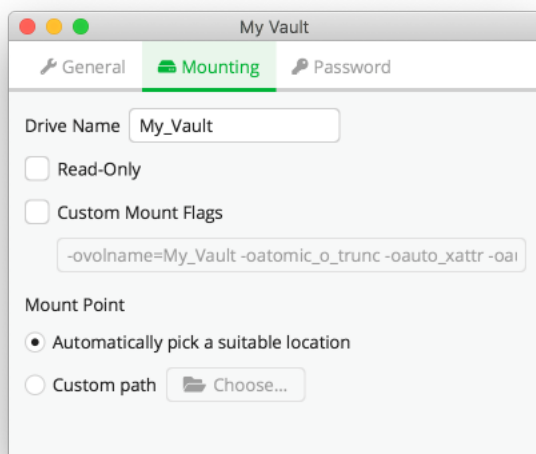 My Vault
General Mounting Password
Drive Name My_Vault
Read-Only
Custom Mount Flags
-ovolname=My_Vault -oatomic_o_trunc -oauto_xattr -oau
Mount Point
Automatically pick a suitable location
Custom path Choose...